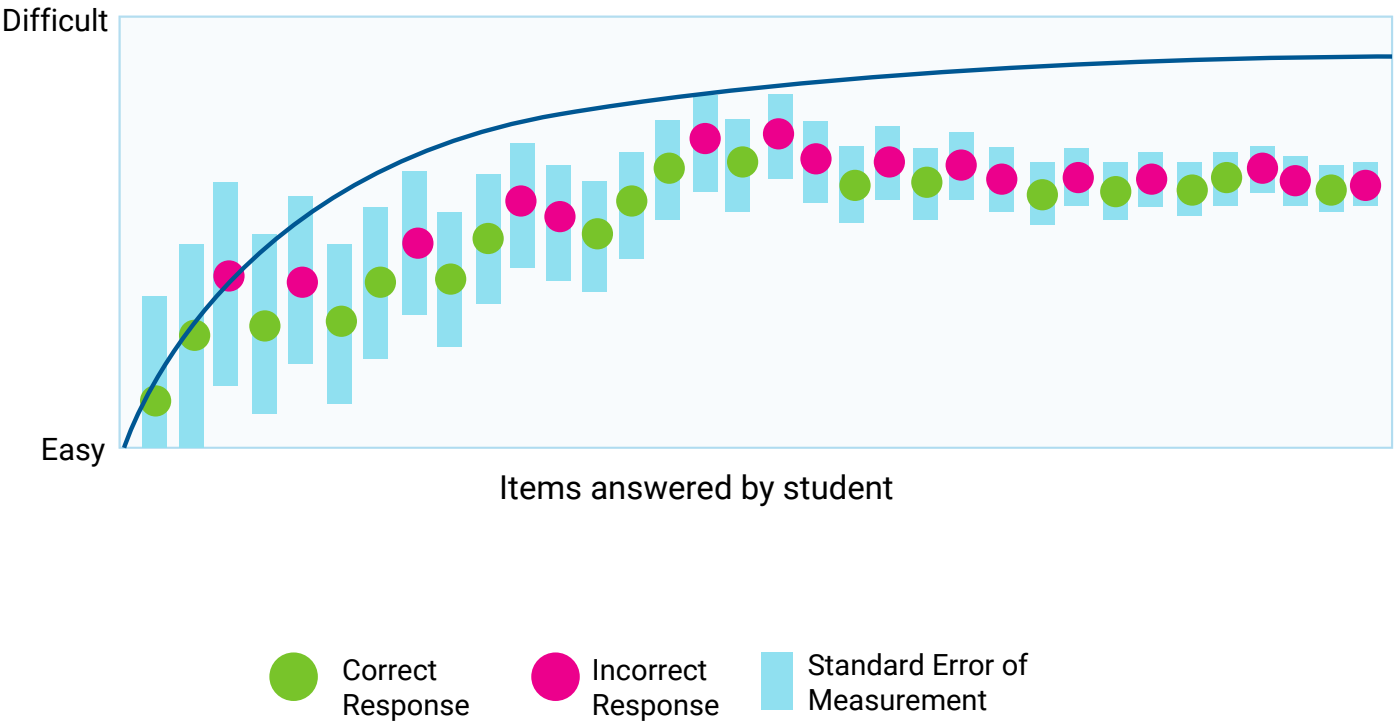 Difficult
Easy
Items answered by student
Correct
Response
Incorrect
Response
Standard Error of
Measurement